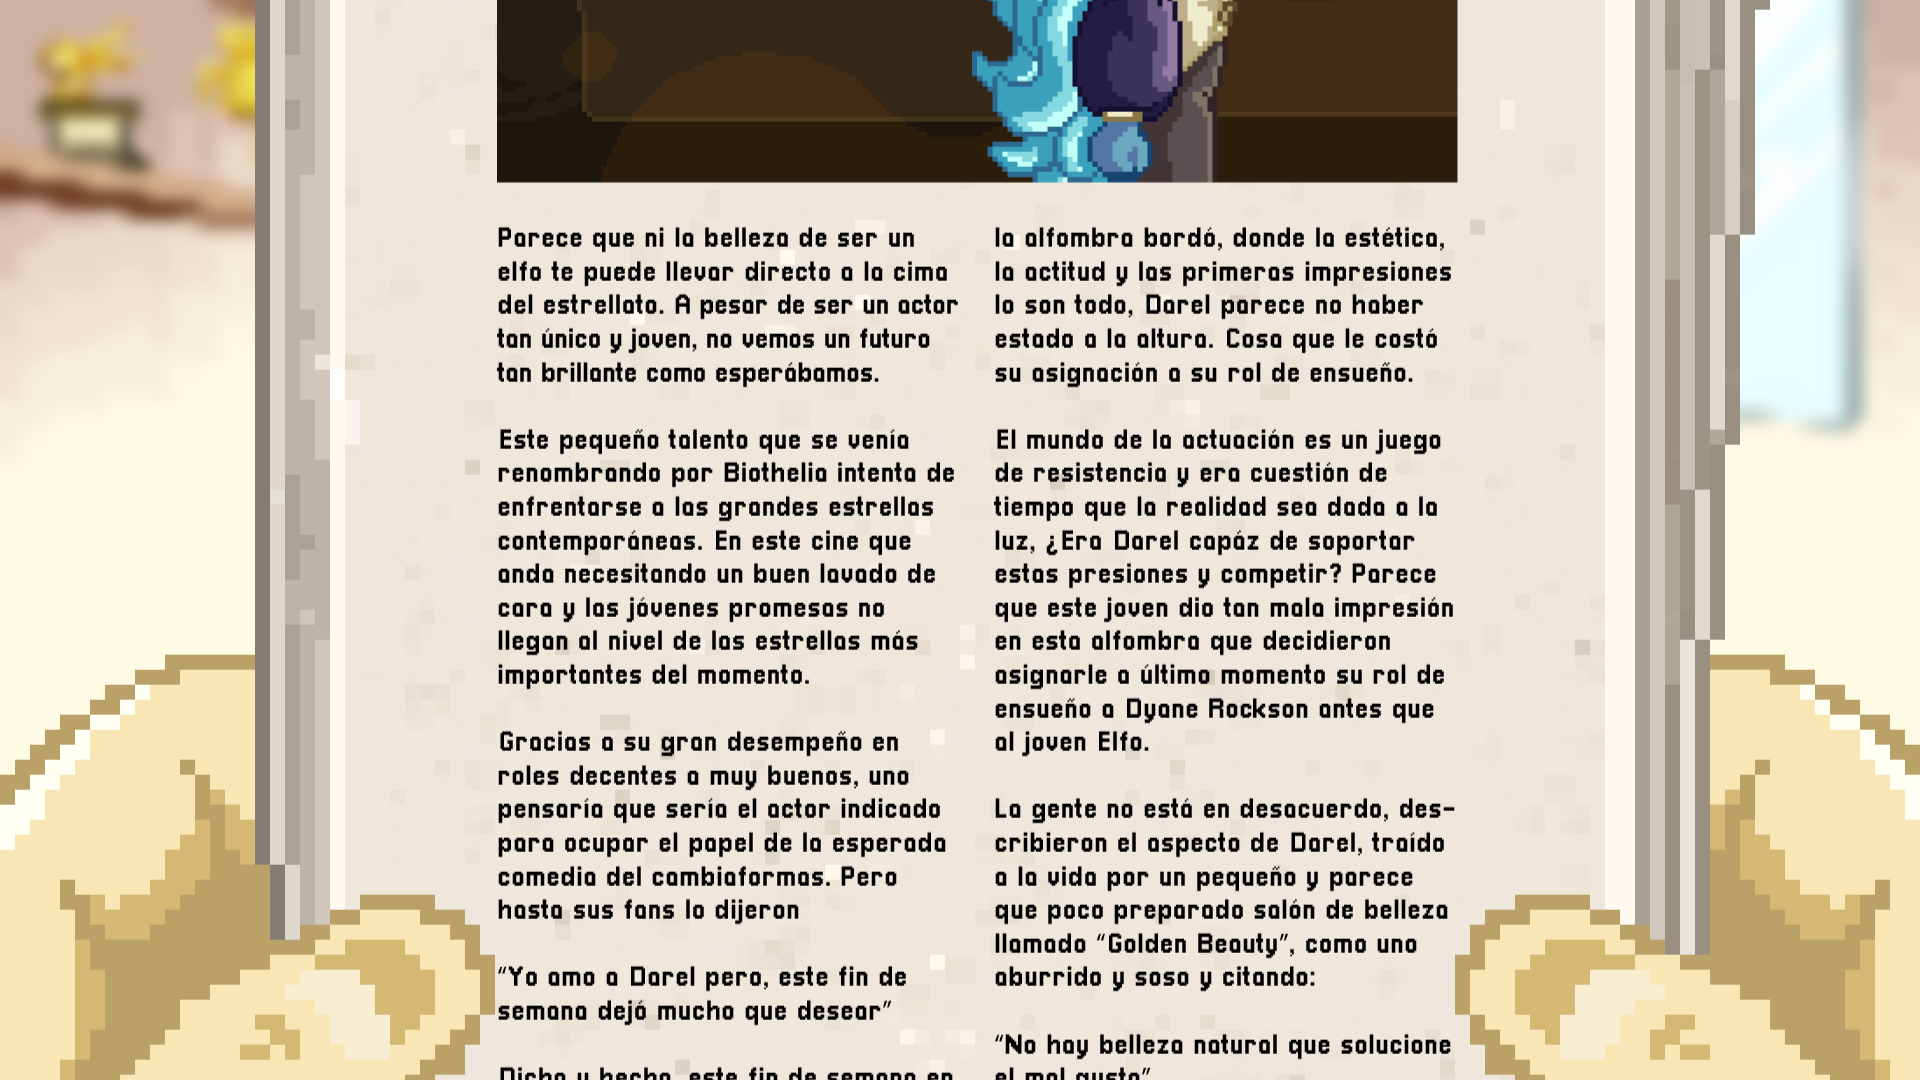 Parece que ni la belleza de ser un
elfo te puede llevar directo a la cima
del estrellato. A pesar de ser un actor
tan único y joven, no vemos un futuro
tan brillante como esperábamos.
Este pequeño talento que se venía
renombrando por Biothelia intenta de
enfrentarse a las grandes estrellas
contemporáneas. En este cine que
anda necesitando un buen lavado de
cara y las jóvenes promesas no
llegan al nivel de las estrellas más
importantes del momento.
Gracias a su gran desempeño en
roles decentes a muy buenos, uno
pensaría que sería el actor indicado
para ocupar el papel de la esperada
comedia del cambiaformas. Pero
hasta sus fans lo dijeron
"Yo amo a Darel pero, este fin de
semana dejó mucho que desear"
Dicho y hecho, este fin de semana en
la alfombra bordó, donde la estética,
la actitud y las primeras impresiones
lo son todo, Darel parece no haber
estado a la altura. Cosa que le costó
su asignación a su rol de ensueño.
El mundo de la actuación es un juego
de resistencia y era cuestión de
tiempo que la realidad sea dada a la
luz, ¿Era Darel capáz de soportar
estas presiones y competir? Parece
que este joven dio tan mala impresión
en esta alfombra que decidieron
asignarle a último momento su rol de
ensueño a Dyane Rockson antes que
al joven Elfo.
La gente no está en desacuerdo, des-
cribieron el aspecto de Darel, traído
a la vida por un pequeño y parece
que poco preparado salón de belleza
llamado "Golden Beauty", como uno
aburrido y soso y citando:
"No hay belleza natural que solucione
el mal gusto"